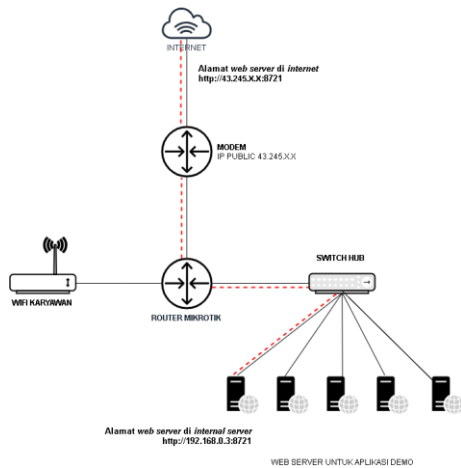 INTERNET
Alamat web server di internet
http://43.245.X.X:8721
MODEM
IP PUBLIC 43.245.X.X
SWITCH HUB
WIFI KARYAWAN
ROUTER MIKROTIK
Alamat web server di internal server
http://192.168.0.3:8721
WEB SERVER UNTUK APLIKASI DEMO